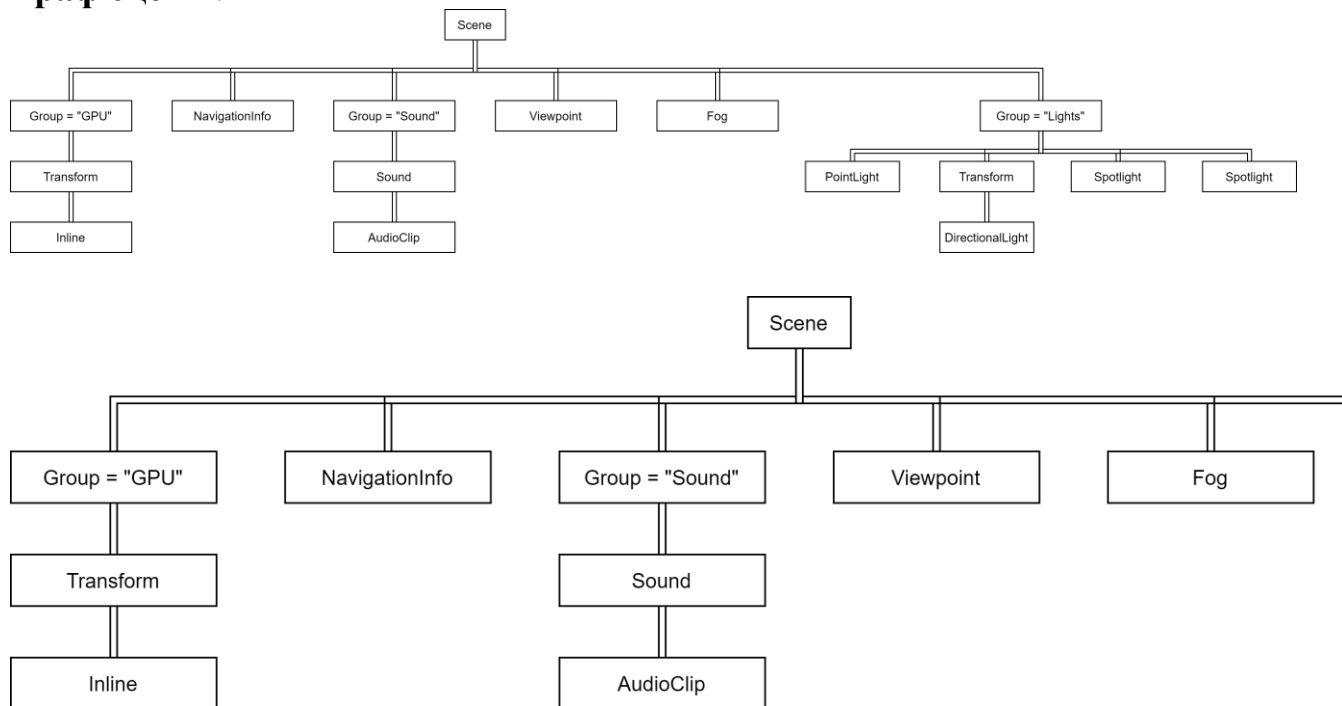 Scene
Group = "GPU" NavigationInfo Group = "Sound" Viewpoint Fog Group = "Lights"
Transform Sound PointLight Transform Spotlight Spotlight
Inline AudioClip DirectionalLight
Scene
Group = "GPU" NavigationInfo Group = "Sound" Viewpoint Fog
Transform Sound
Inline AudioClip